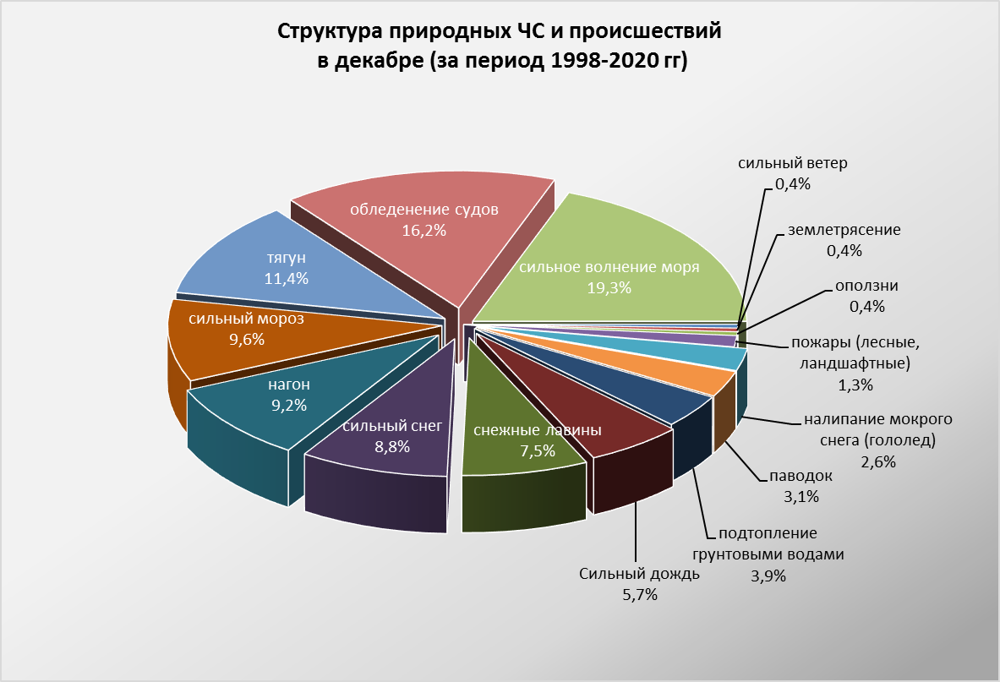 Структура природных ЧС и происшествий
в декабре (за период 1998-2020 гг)
сильный ветер
0,4%
землетрясение
0,4%
оползни
0,4%
пожары (лесные,
ландшафтные)
1,3%
налипание мокрого
снега (гололед)
2,6%
паводок
3,1%
подтопление
грунтовыми водами
3,9%
Сильный дождь
5,7%
снежные лавины
7,5%
сильный снег
8,8%
нагон
9,2%
сильный мороз
9,6%
тягун
11,4%
обледенение судов
16,2%
сильное волнение моря
19,3%